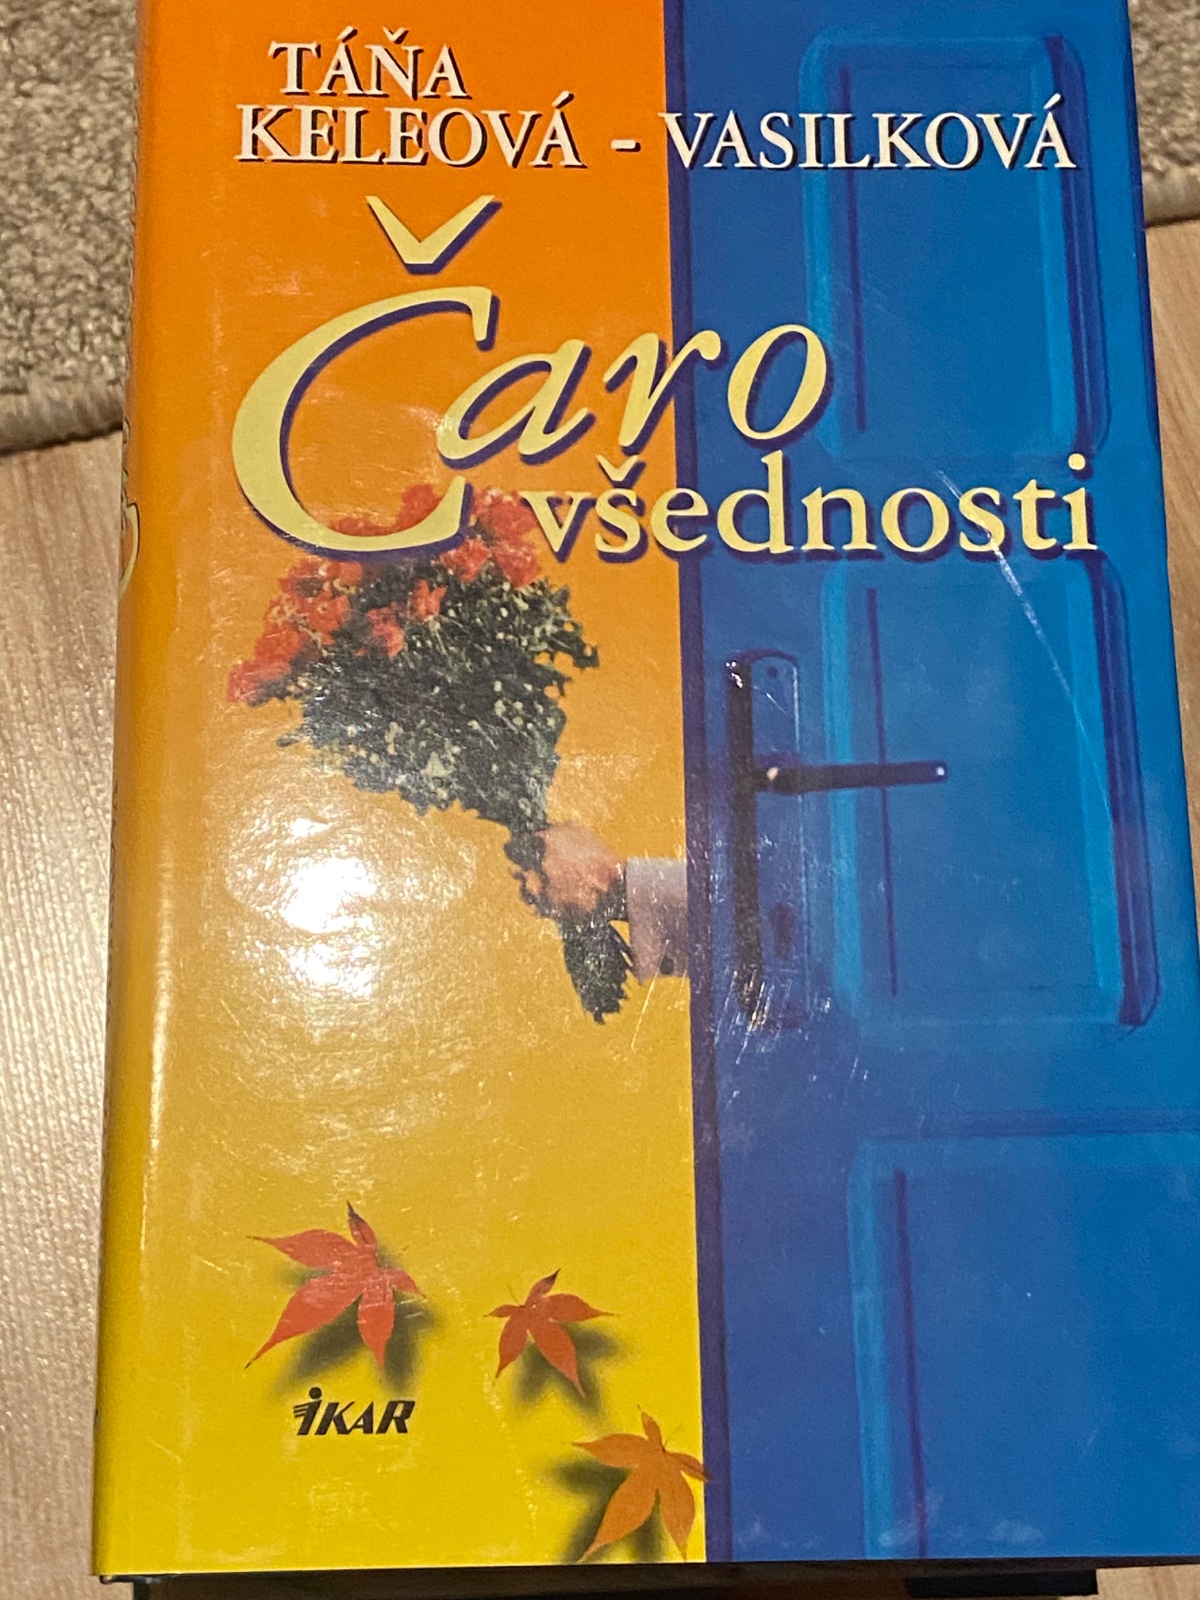 TÁŇA
KELEOVÁ - VASILKOVÁ
Čaro
všednosti
iKAR